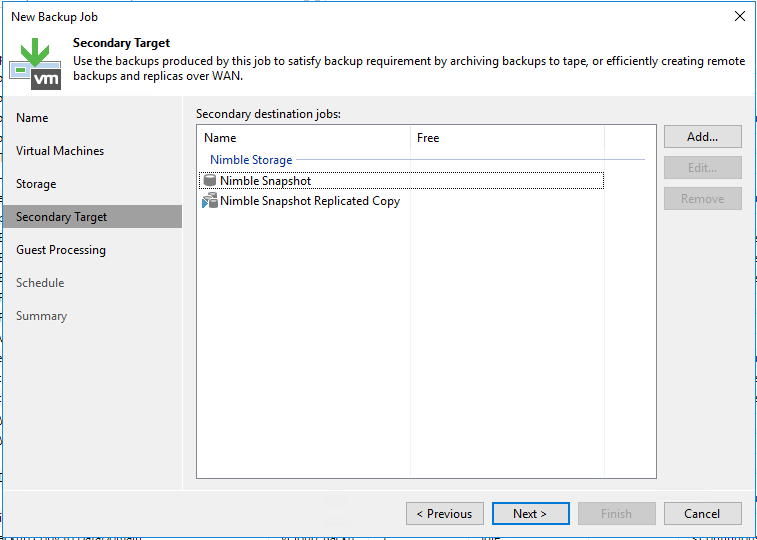 New Backup Job
Secondary Target
Use the backups produced by this job to satisfy backup requirement by archiving backups to tape, or efficiently creating remote
backups and replicas over WAN.
vm
Name
Virtual Machines
Storage
Secondary Target
Guest Processing
Schedule
Summary
Secondary destination jobs:
Name Free
Nimble Storage
Nimble Snapshot
Nimble Snapshot Replicated Copy
Add...
Edit...
Remove
< Previous Next > Finish Cancel